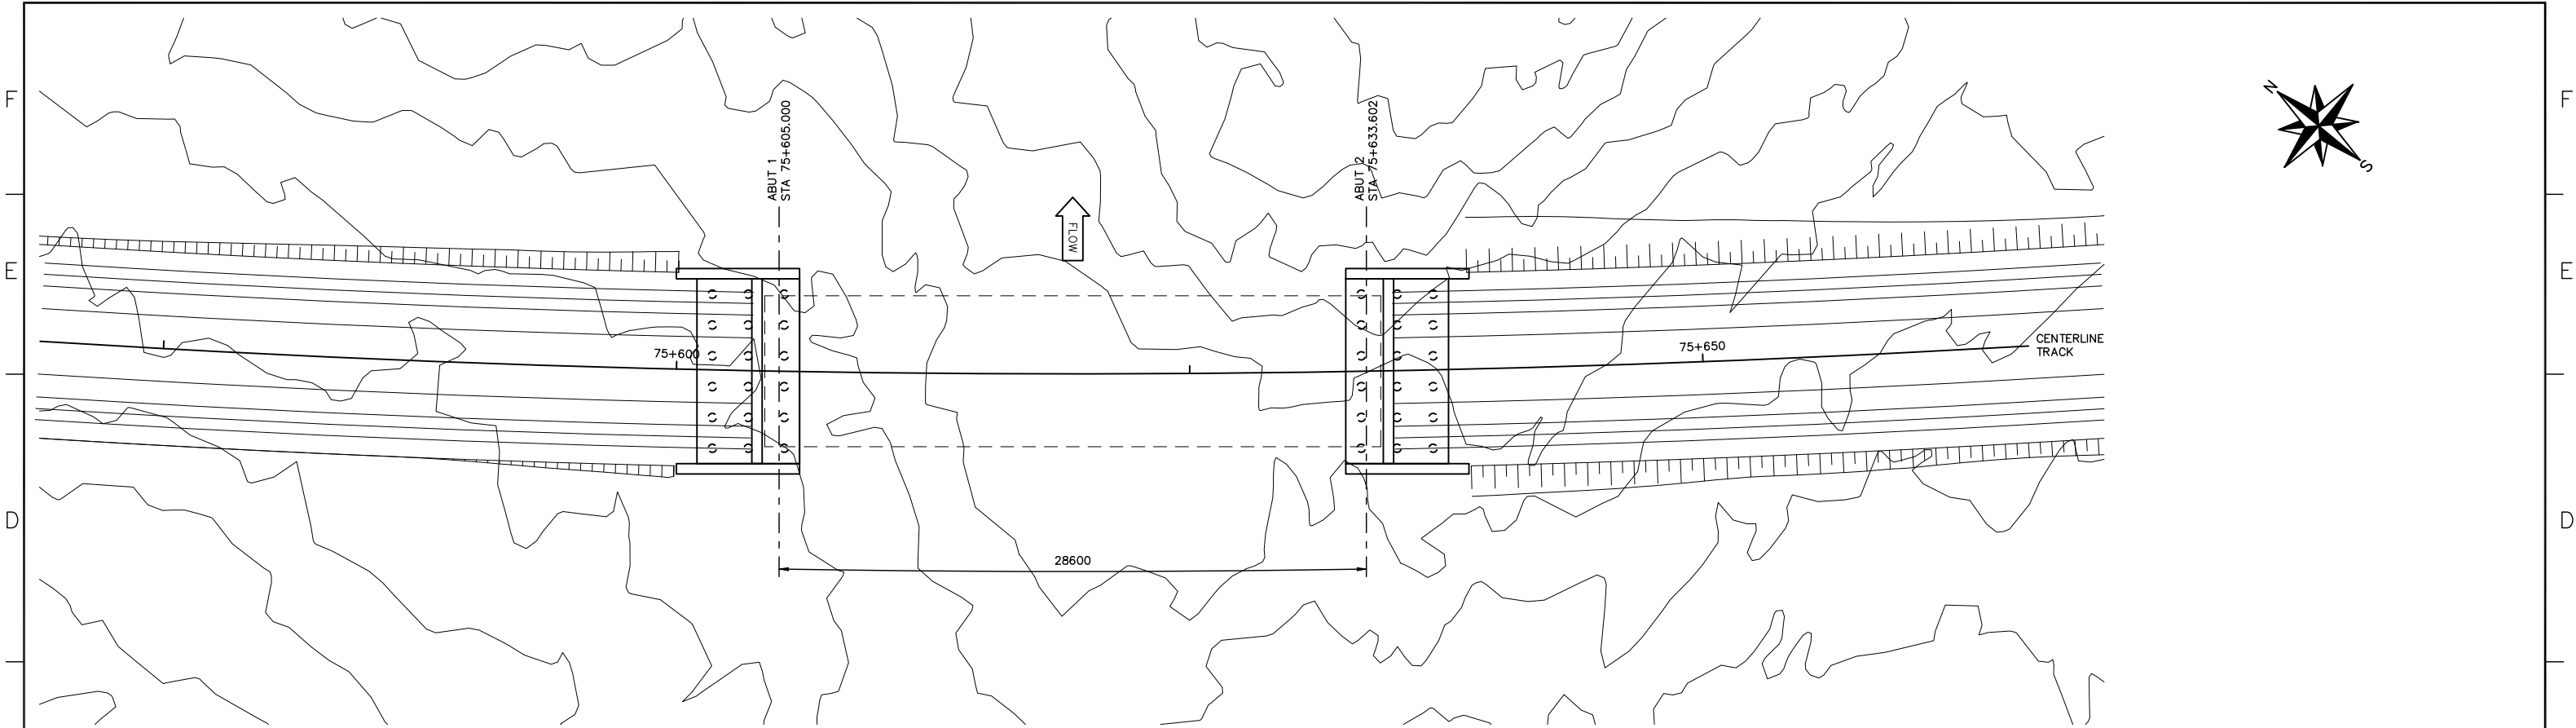 F
F
N
S
ABUT 1
STA 75+605.000
ABUT 2
STA 75+633.602
FLOW
E
E
75+600
75+650
CENTERLINE
TRACK
D
D
28600